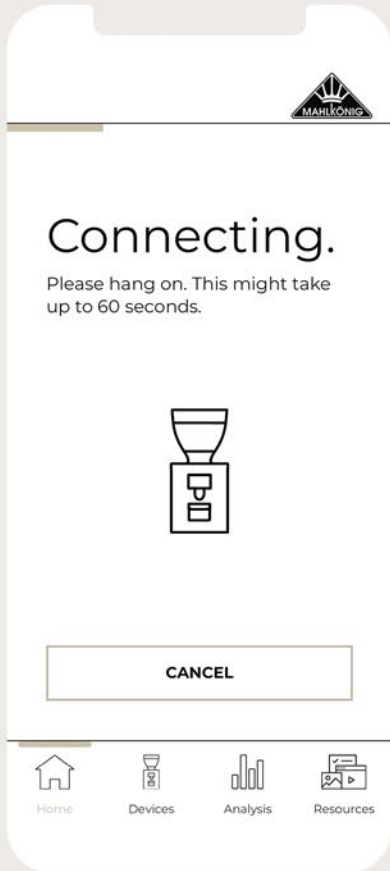 MAHLKÖNIG
Connecting.
Please hang on. This might take
up to 60 seconds.
CANCEL
Home
Devices
Analysis
Resources